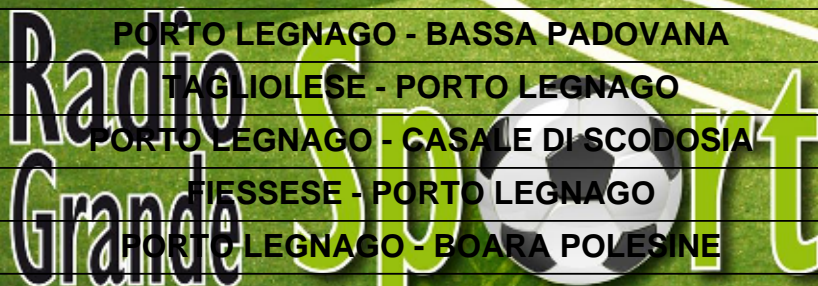 PORTO LEGNAGO - BASSA PADOVANA
TAGLIOLESE - PORTO LEGNAGO
PORTO LEGNAGO - CASALE DI SCODOSIA
FIESSESE - PORTO LEGNAGO
PORTO LEGNAGO - BOARA POLESINE
Radio
Grande
Sport